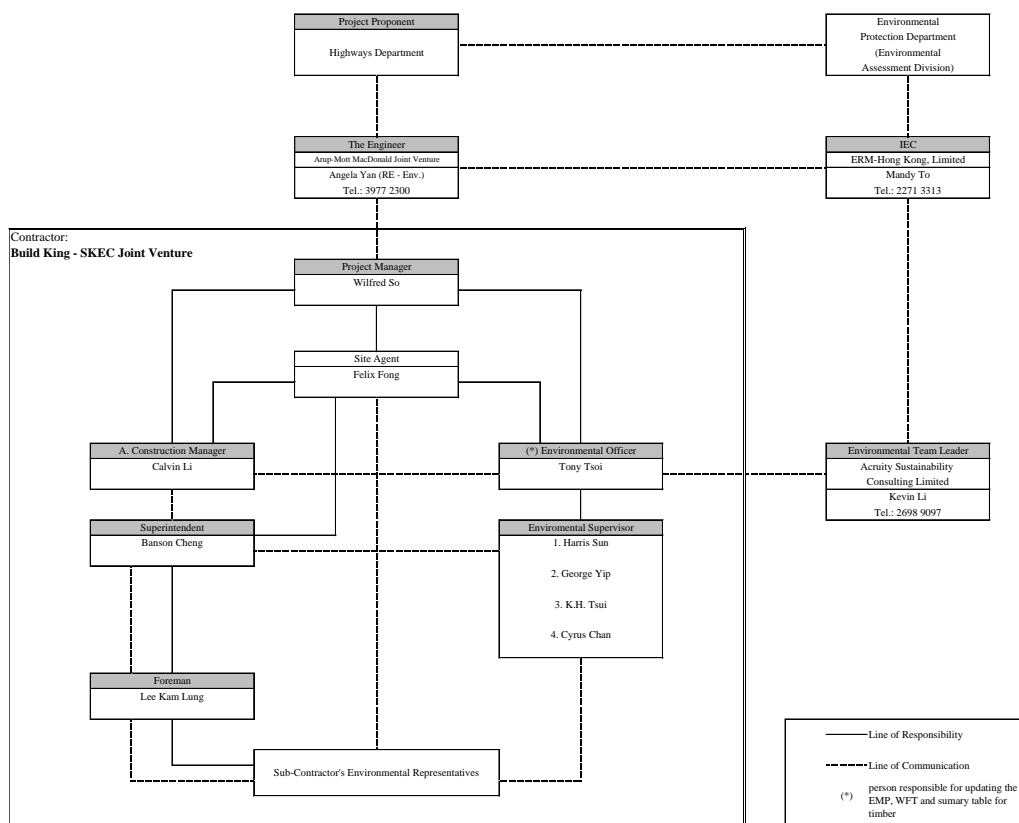 Project Proponent
Highways Department
Environmental
Protection Department
(Environmental
Assessment Division)
The Engineer
Arup-Mott MacDonald Joint Venture
Angela Yan (RE - Env.)
Tel.: 3977 2300
IEC
ERM-Hong Kong, Limited
Mandy To
Tel.: 2271 3313
Contractor:
Build King - SKEC Joint Venture
Project Manager
Wilfred So
Site Agent
Felix Fong
A. Construction Manager
Calvin Li
(*) Environmental Officer
Tony Tsoi
Environmental Team Leader
Acruity Sustainability
Consulting Limited
Kevin Li
Tel.: 2698 9097
Superintendent
Banson Cheng
Enviromental Supervisor
1. Harris Sun
2. George Yip
3. K.H. Tsui
4. Cyrus Chan
Foreman
Lee Kam Lung
Sub-Contractor's Environmental Representatives
Line of Responsibility
Line of Communication
(*) person responsible for updating the
EMP, WFT and sumary table for
timber